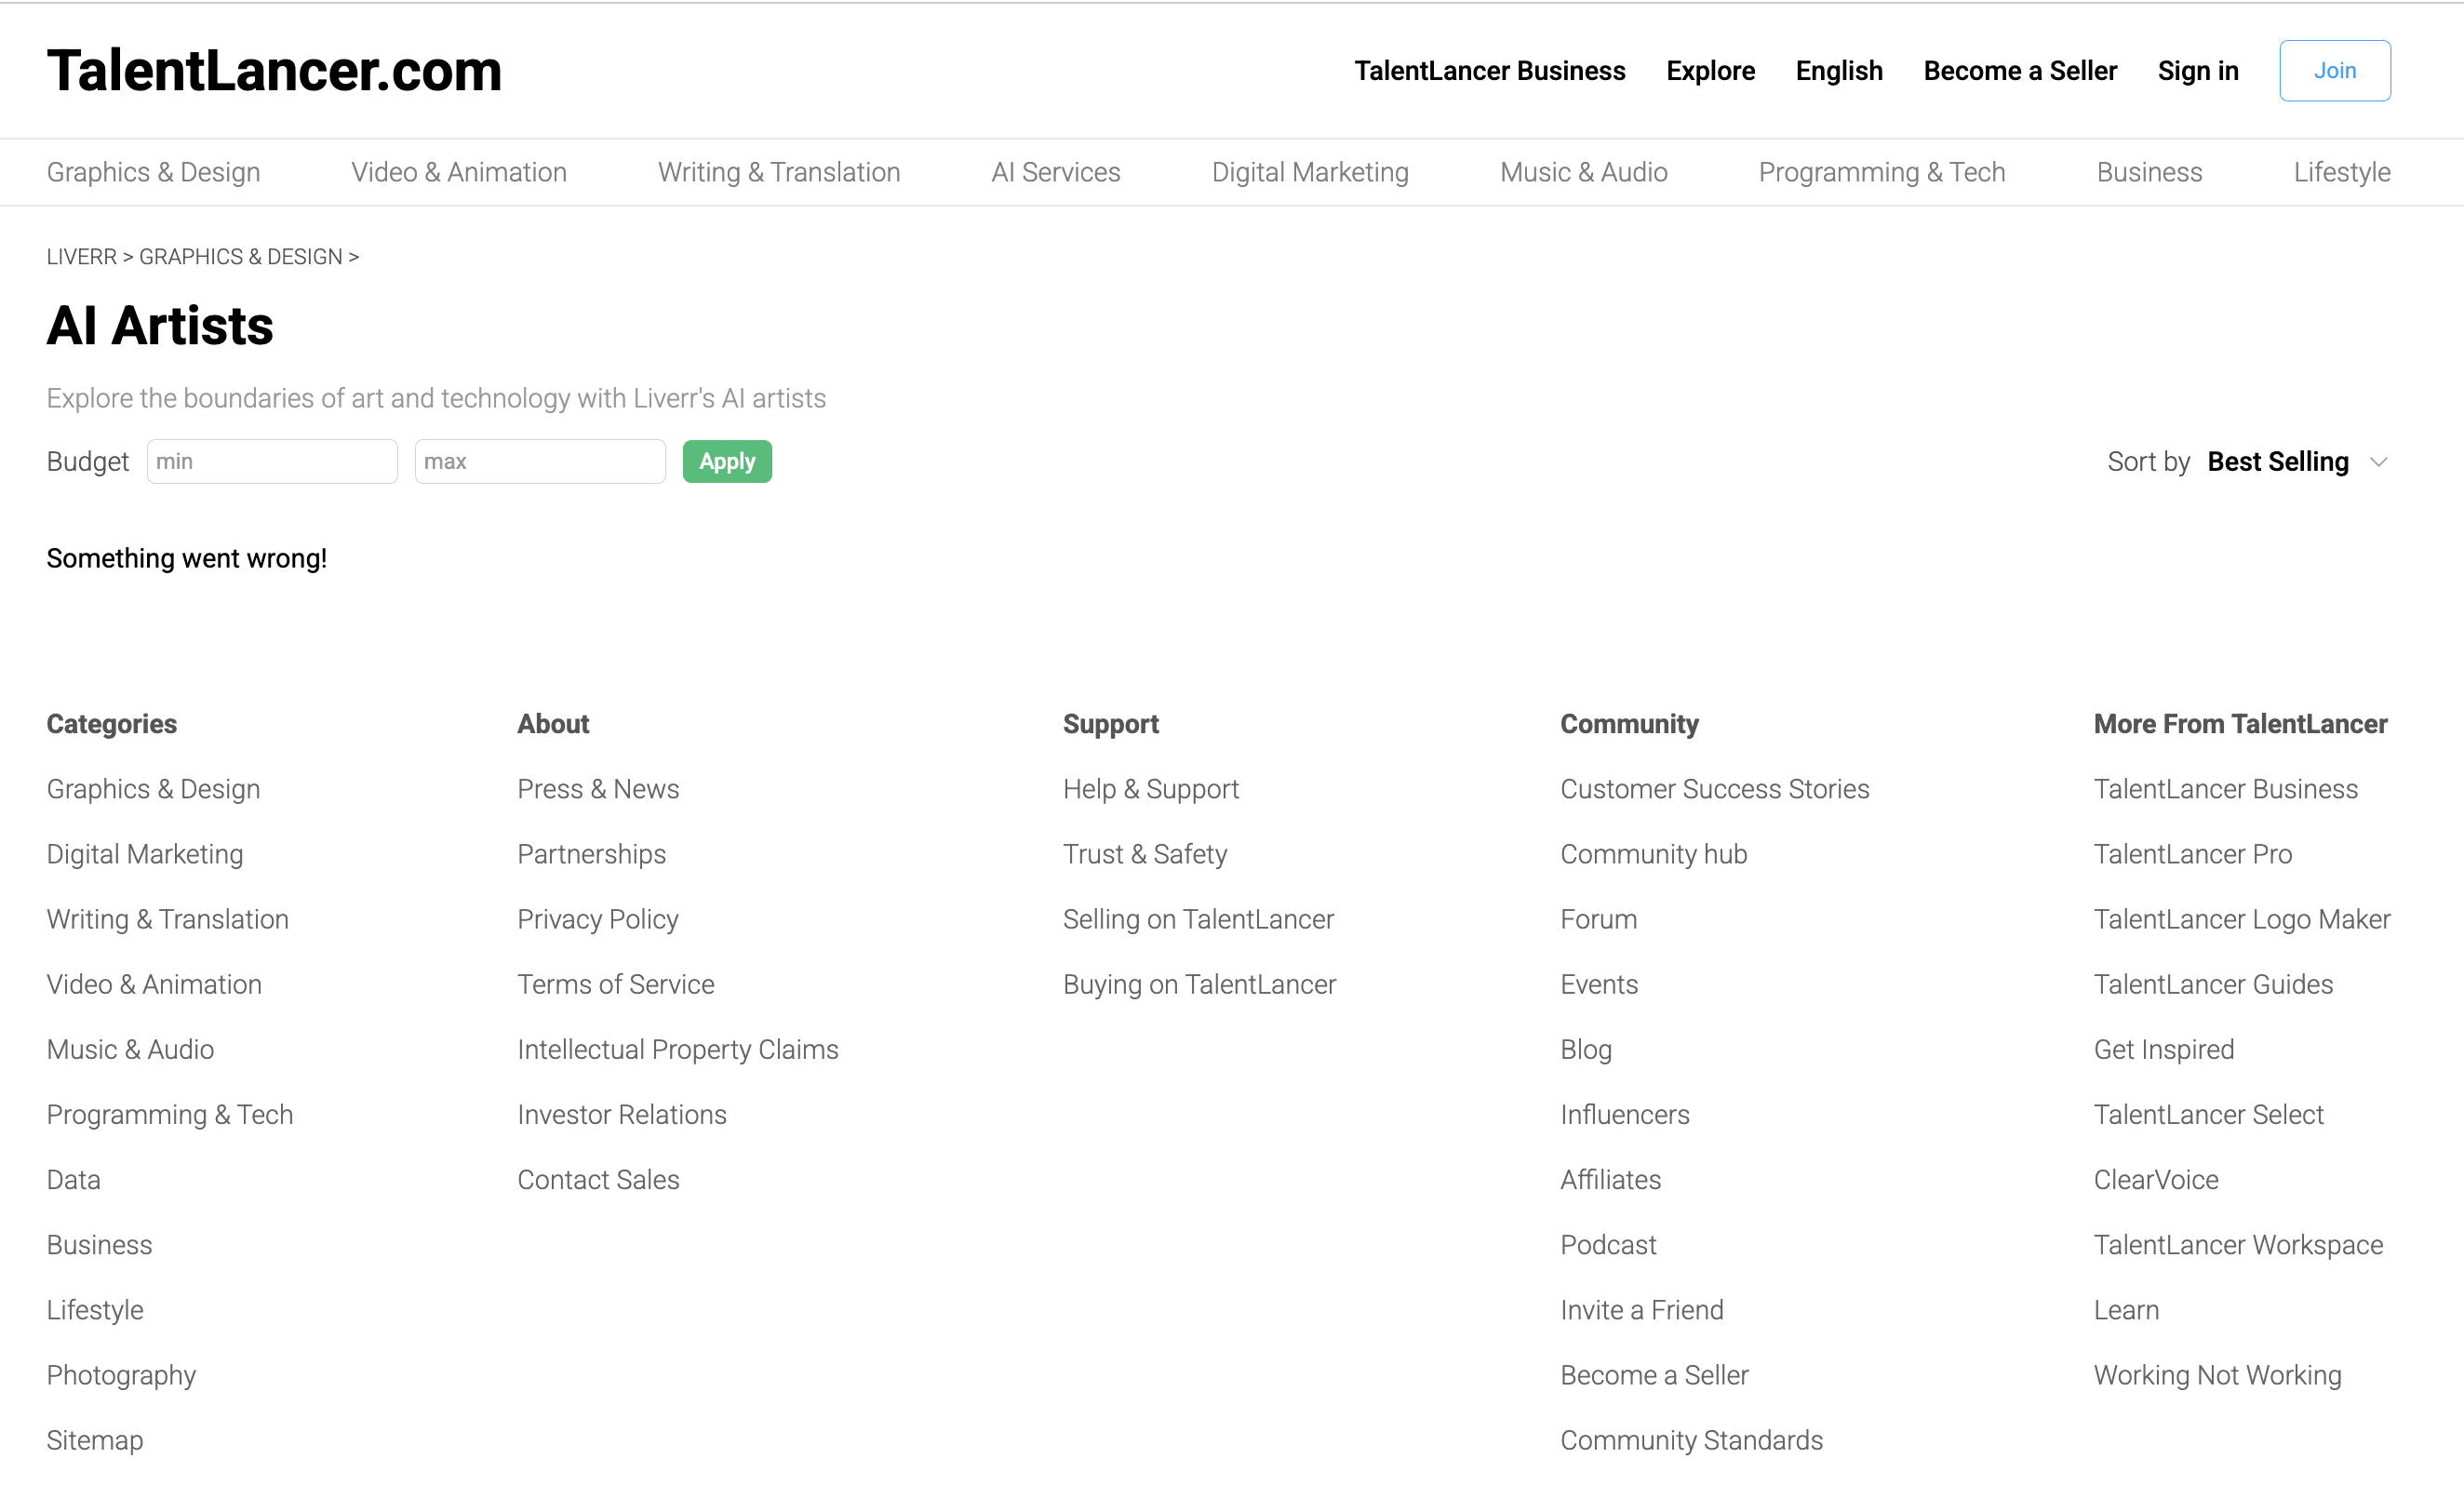 TalentLancer.com
TalentLancer Business
Explore
English
Become a Seller
Sign in
Join
Graphics & Design
Video & Animation
Writing & Translation
AI Services
Digital Marketing
Music & Audio
Programming & Tech
Business
Lifestyle
LIVERR > GRAPHICS & DESIGN >
AI Artists
Explore the boundaries of art and technology with Liverr's AI artists
Budget
min
max
Apply
Sort by Best Selling
Something went wrong!
Categories
Graphics & Design
Digital Marketing
Writing & Translation
Video & Animation
Music & Audio
Programming & Tech
Data
Business
Lifestyle
Photography
Sitemap
About
Press & News
Partnerships
Privacy Policy
Terms of Service
Intellectual Property Claims
Investor Relations
Contact Sales
Support
Help & Support
Trust & Safety
Selling on TalentLancer
Buying on TalentLancer
Community
Customer Success Stories
Community hub
Forum
Events
Blog
Influencers
Affiliates
Podcast
Invite a Friend
Become a Seller
Community Standards
More From TalentLancer
TalentLancer Business
TalentLancer Pro
TalentLancer Logo Maker
TalentLancer Guides
Get Inspired
TalentLancer Select
ClearVoice
TalentLancer Workspace
Learn
Working Not Working